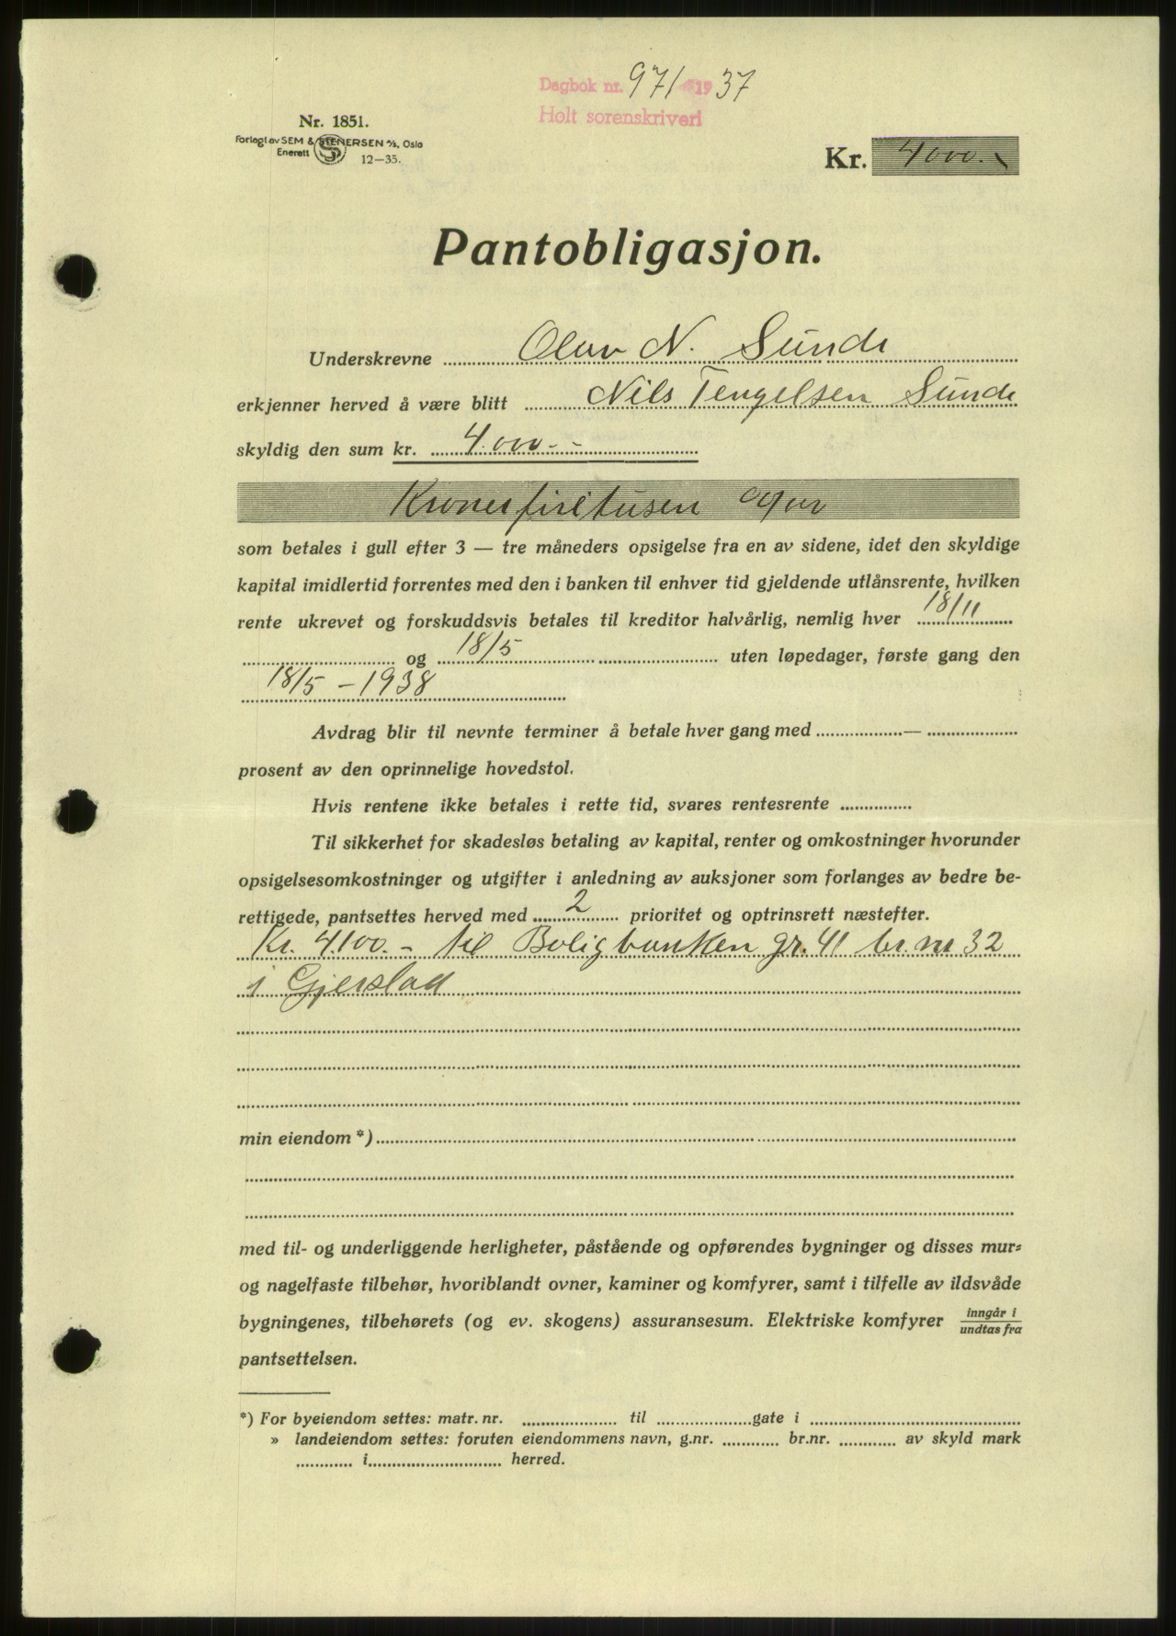 Dagbok nr. 971 1937
Holt sorenskriveri
Nr. 1851.
Forlagt av SEM & STENERSEN A/S, Oslo
Enerett 12—35.
Kr. 4000.-
Pantobligasjon.
Underskrevne Olav N. Sunde
erkjenner herved å være blitt Nils Tengelsen Sunde
skyldig den sum kr. 4.000.--
Kroner firetusen
som betales i gull efter 3 — tre måneders opsigelse fra en av sidene, idet den skyldige
kapital imidlertid forrentes med den i banken til enhver tid gjeldende utlånsrente, hvilken
rente ukrevet og forskuddsvis betales til kreditor halvårlig, nemlig hver 18/11
og 18/5 uten løpedager, første gang den
18/5 - 1938
Avdrag blir til nevnte terminer å betale hver gang med —
prosent av den oprinnelige hovedstol.
Hvis rentene ikke betales i rette tid, svares rentesrente
Til sikkerhet for skadesløs betaling av kapital, renter og omkostninger hvorunder
opsigelsesomkostninger og utgifter i anledning av auksjoner som forlanges av bedre be-
rettigede, pantsettes herved med 2 prioritet og optrinsrett næstefter.
Kr. 4100.- til Boligbanken gr. 41 br. nr 32
i Gjerstad
min eiendom *)
med til- og underliggende herligheter, påstående og opførendes bygninger og disses mur-
og nagelfaste tilbehør, hvoriblandt ovner, kaminer og komfyrer, samt i tilfelle av ildsvåde
bygningenes, tilbehørets (og ev. skogens) assuransesum. Elektriske komfyrer inngår i / undtas fra
pantsettelsen.
*) For byeiendom settes: matr. nr. til gate i
» landeiendom settes: foruten eiendommens navn, g.nr. br.nr. av skyld mark
i herred.